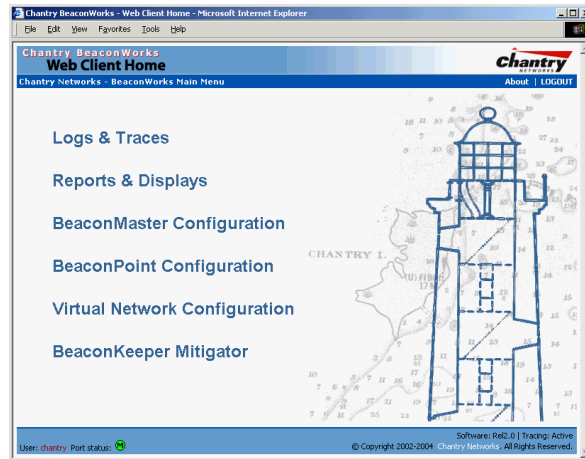 Chantry BeaconWorks - Web Client Home - Microsoft Internet Explorer
File Edit View Favorites Tools Help
Chantry BeaconWorks
Web Client Home
Chantry
NETWORKS
Chantry Networks - BeaconWorks Main Menu
About | LOGOUT
Logs & Traces
Reports & Displays
BeaconMaster Configuration
BeaconPoint Configuration
CHANTRY I.
Virtual Network Configuration
BeaconKeeper Mitigator
Software: Rel2.0 | Tracing: Active
User: chantry Port status: M
© Copyright 2002-2004 Chantry Networks, All Rights Reserved.